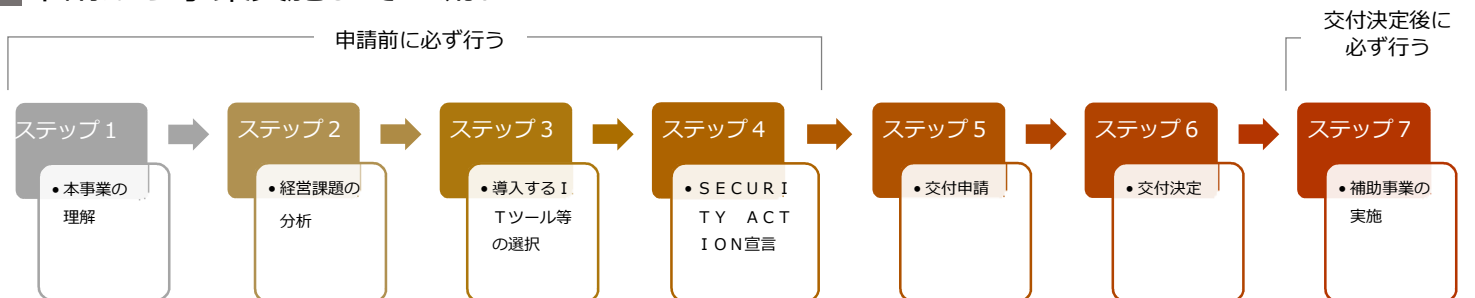 申請前に必ず行う
交付決定後に
必ず行う
ステップ１
ステップ２
ステップ３
ステップ４
ステップ５
ステップ６
ステップ７
•本事業の
理解
•経営課題の
分析
•導入するＩ
Ｔツール等
の選択
•ＳＥＣＵＲＩ
ＴＹ　ＡＣＴ
ＩＯＮ宣言
•交付申請
•交付決定
•補助事業の
実施